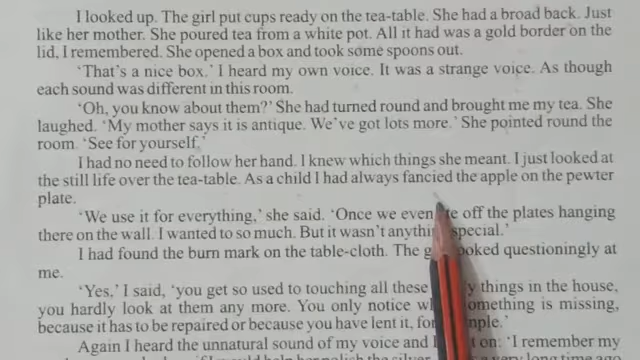 I looked up. The girl put cups ready on the tea-table. She had a broad back. Just
like her mother. She poured tea from a white pot. All it had was a gold border on the
lid, I remembered. She opened a box and took some spoons out.
‘That’s a nice box.’ I heard my own voice. It was a strange voice. As though
each sound was different in this room.
‘Oh, you know about them?’ She had turned round and brought me my tea. She
laughed. ‘My mother says it is antique. We’ve got lots more.’ She pointed round the
room. ‘See for yourself.’
I had no need to follow her hand. I knew which things she meant. I just looked at
the still life over the tea-table. As a child I had always fancied the apple on the pewter
plate.
‘We use it for everything,’ she said. ‘Once we even off the plates hanging
there on the wall. I wanted to so much. But it wasn’t special.’
I had found the burn mark on the table-cloth. The questioningly at
me.
‘Yes,’ I said, ‘you get so used to touching all these things in the house,
you hardly look at them any more. You only notice something is missing,
because it has to be repaired or because you have lent it,
Again I heard the unnatural sound of my voice and on: ‘I remember my